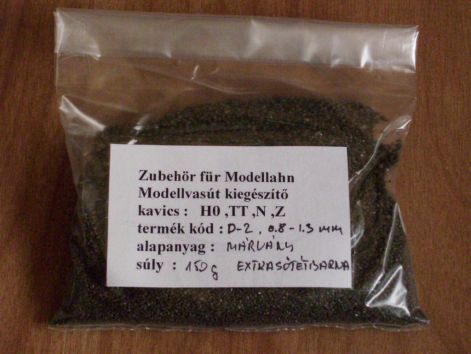 Zubehör für Modellahn
Modellvasút kiegészítő
kavics : H0 ,TT ,N ,Z
termék kód : D-2 , 0.8-1.3 mm
alapanyag : MÁRVÁNY
súly : 150 g EXTRASÖTÉTBARNA